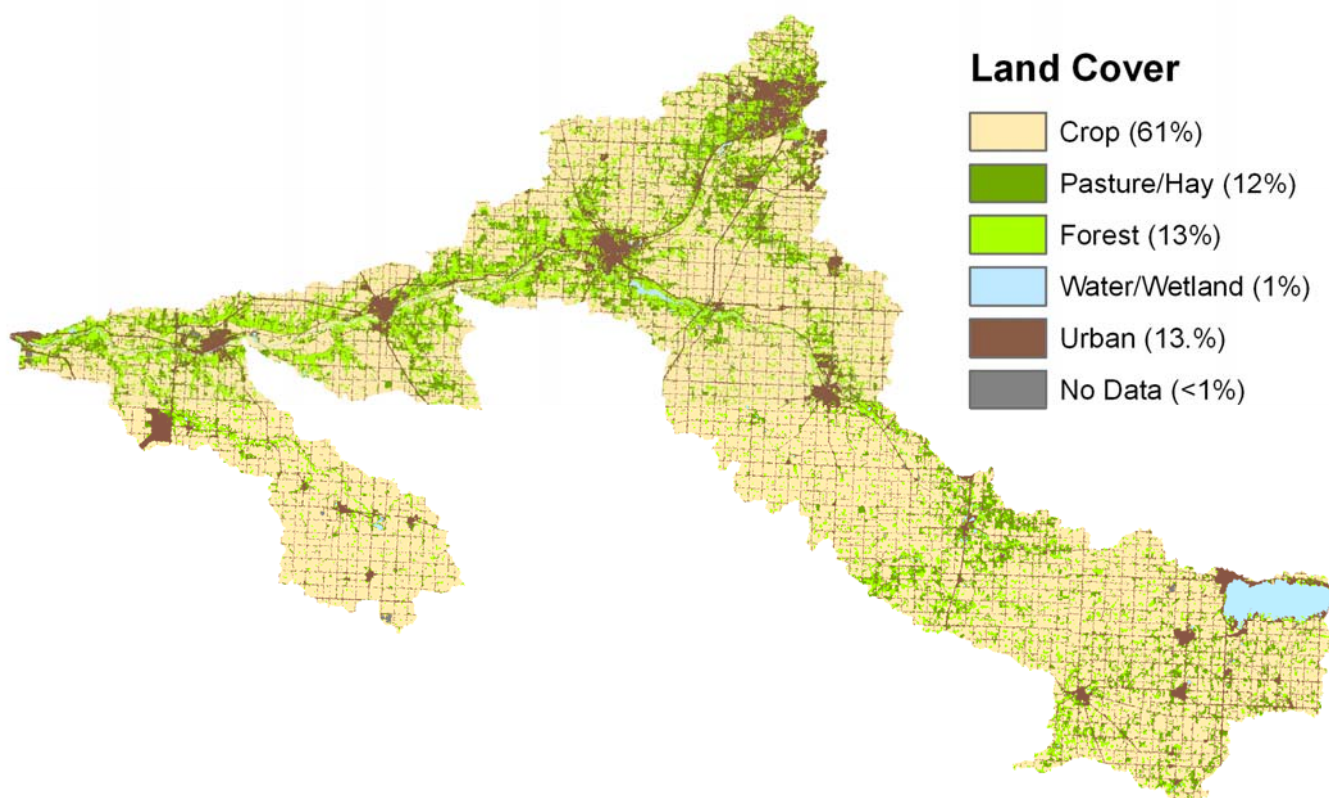 Land Cover
Crop (61%)
Pasture/Hay (12%)
Forest (13%)
Water/Wetland (1%)
Urban (13.%)
No Data (<1%)